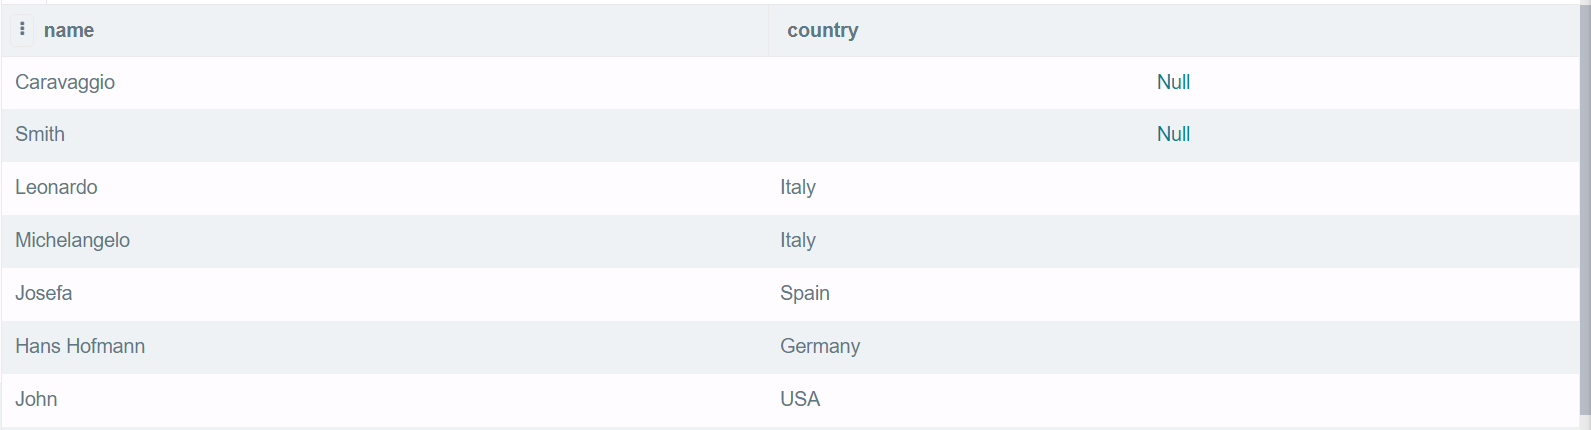 name country
Caravaggio Null
Smith Null
Leonardo Italy
Michelangelo Italy
Josefa Spain
Hans Hofmann Germany
John USA